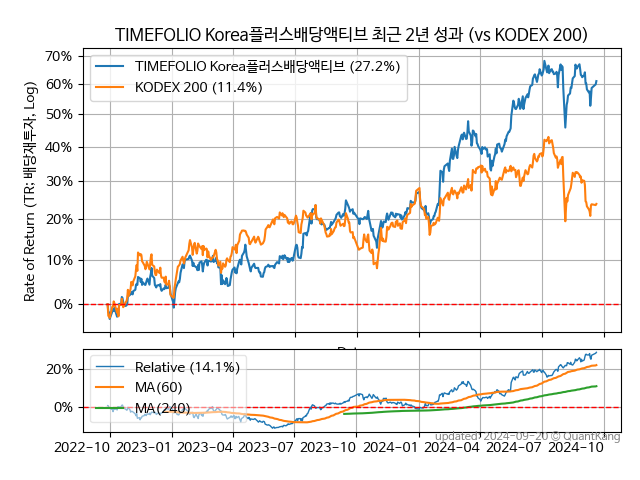 TIMEFOLIO Korea플러스배당액티브 최근 2년 성과 (vs KODEX 200)
Rate of Return (TR: 배당재투자, Log)
70%
60%
50%
40%
30%
20%
10%
0%
TIMEFOLIO Korea플러스배당액티브 (27.2%)
KODEX 200 (11.4%)
20%
0%
Relative (14.1%)
MA(60)
MA(240)
2022-10 2023-01 2023-04 2023-07 2023-10 2024-01 2024-04 2024-07 2024-10
updated: 2024-09-20 © QuantKang